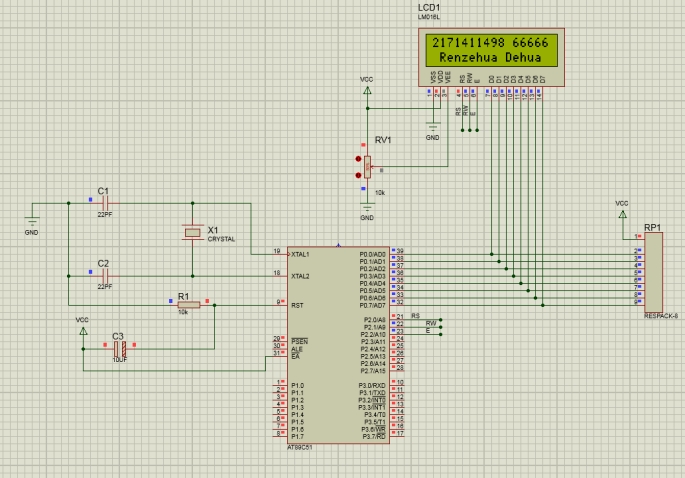 LCD1
LM016L
2171411498 66666
Renzehua Dehua
VSS
VDD
VEE
RS
RW
E
D0
D1
D2
D3
D4
D5
D6
D7
1
2
3
4
5
6
7
8
9
10
11
12
13
14
RS
RW
E
VCC
GND
RV1
10k
GND
C1
22PF
GND
X1
CRYSTAL
C2
22PF
R1
10k
VCC
C3
10UF
VCC
RP1
1
2
3
4
5
6
7
8
9
RESPACK-8
19 XTAL1
18 XTAL2
9 RST
29 PSEN
30 ALE
31 EA
1 P1.0
2 P1.1
3 P1.2
4 P1.3
5 P1.4
6 P1.5
7 P1.6
8 P1.7
AT89C51
P0.0/AD0 39
P0.1/AD1 38
P0.2/AD2 37
P0.3/AD3 36
P0.4/AD4 35
P0.5/AD5 34
P0.6/AD6 33
P0.7/AD7 32
P2.0/A8 21 RS
P2.1/A9 22 RW
P2.2/A10 23 E
P2.3/A11 24
P2.4/A12 25
P2.5/A13 26
P2.6/A14 27
P2.7/A15 28
P3.0/RXD 10
P3.1/TXD 11
P3.2/INT0 12
P3.3/INT1 13
P3.4/T0 14
P3.5/T1 15
P3.6/WR 16
P3.7/RD 17